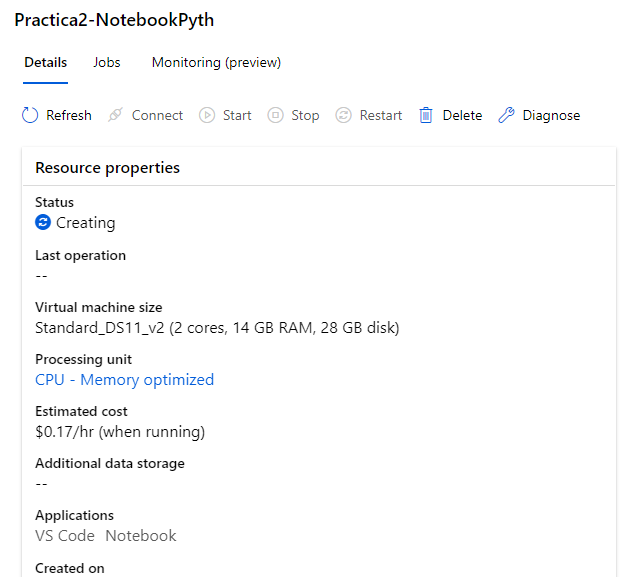 Practica2-NotebookPyth
Details Jobs Monitoring (preview)
Refresh Connect Start Stop Restart Delete Diagnose
Resource properties
Status
Creating
Last operation
--
Virtual machine size
Standard_DS11_v2 (2 cores, 14 GB RAM, 28 GB disk)
Processing unit
CPU - Memory optimized
Estimated cost
$0.17/hr (when running)
Additional data storage
--
Applications
VS Code Notebook
Created on